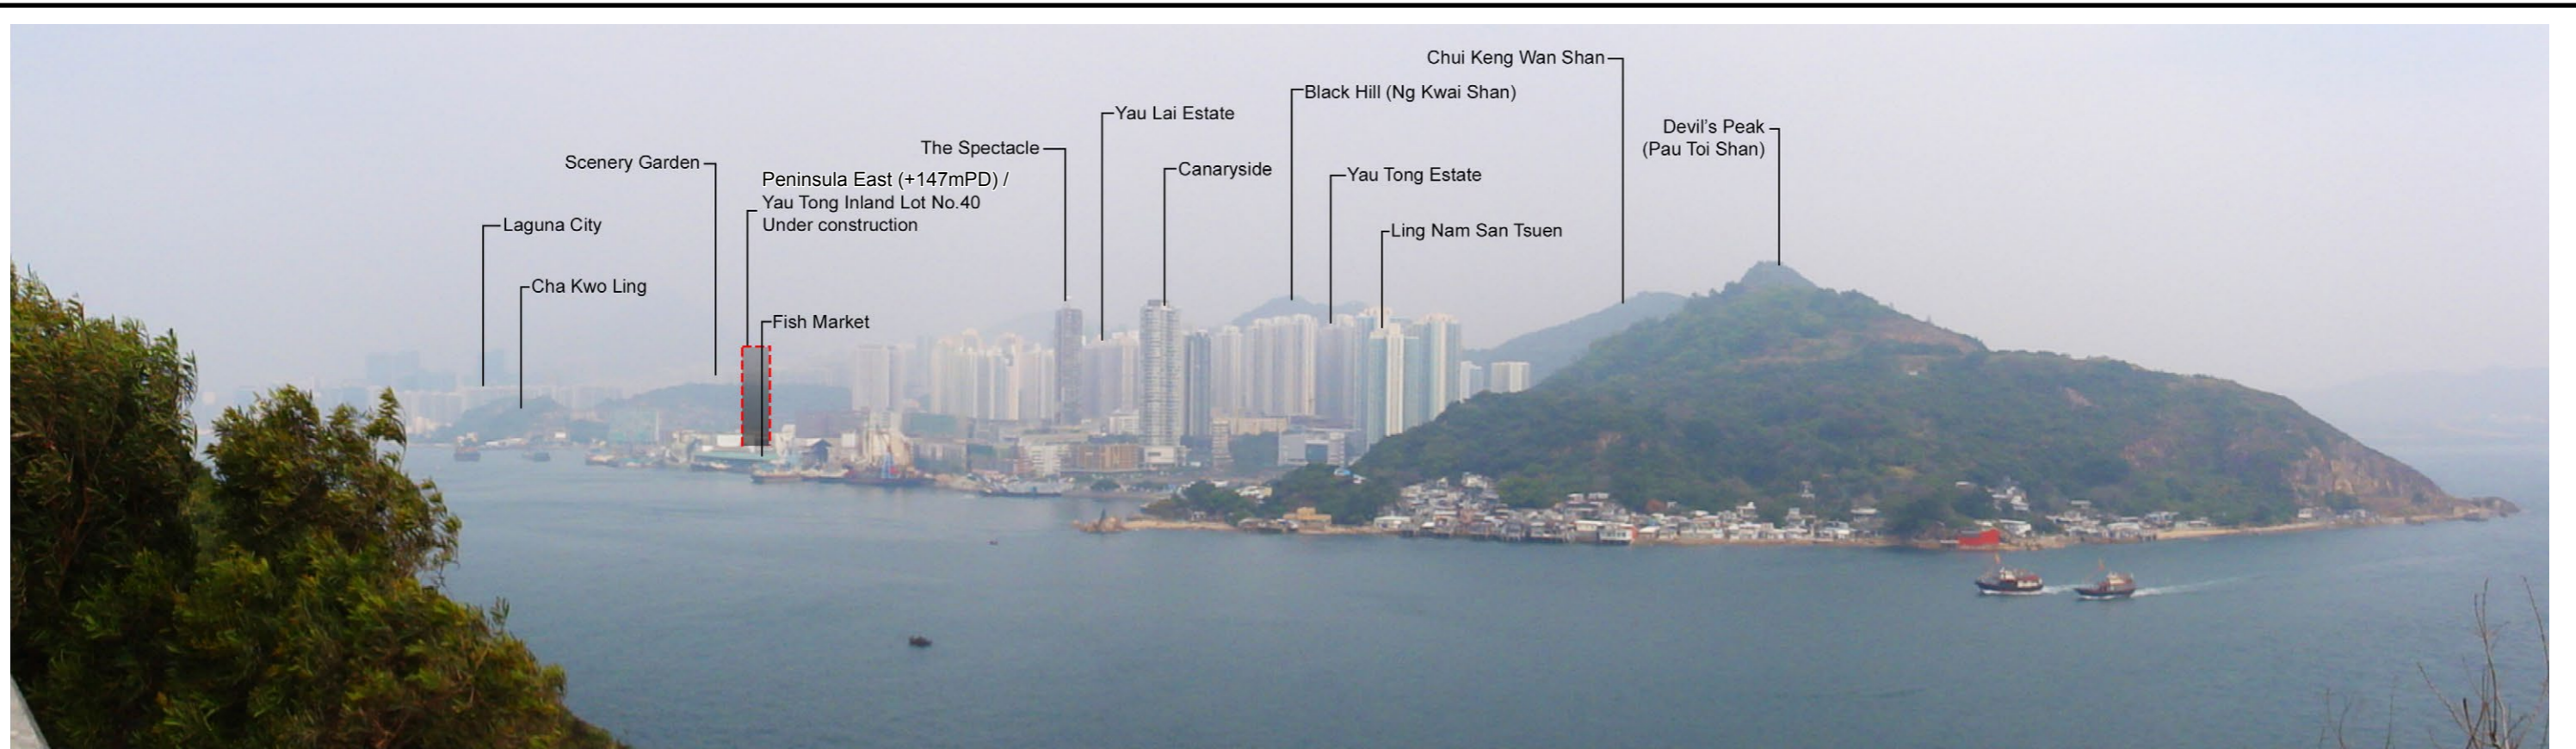 Chui Keng Wan Shan
Black Hill (Ng Kwai Shan)
Yau Lai Estate
Devil's Peak
(Pau Toi Shan)
The Spectacle
Scenery Garden
Canaryside
Yau Tong Estate
Peninsula East (+147mPD) /
Yau Tong Inland Lot No.40
Under construction
Laguna City
Ling Nam San Tsuen
Cha Kwo Ling
Fish Market